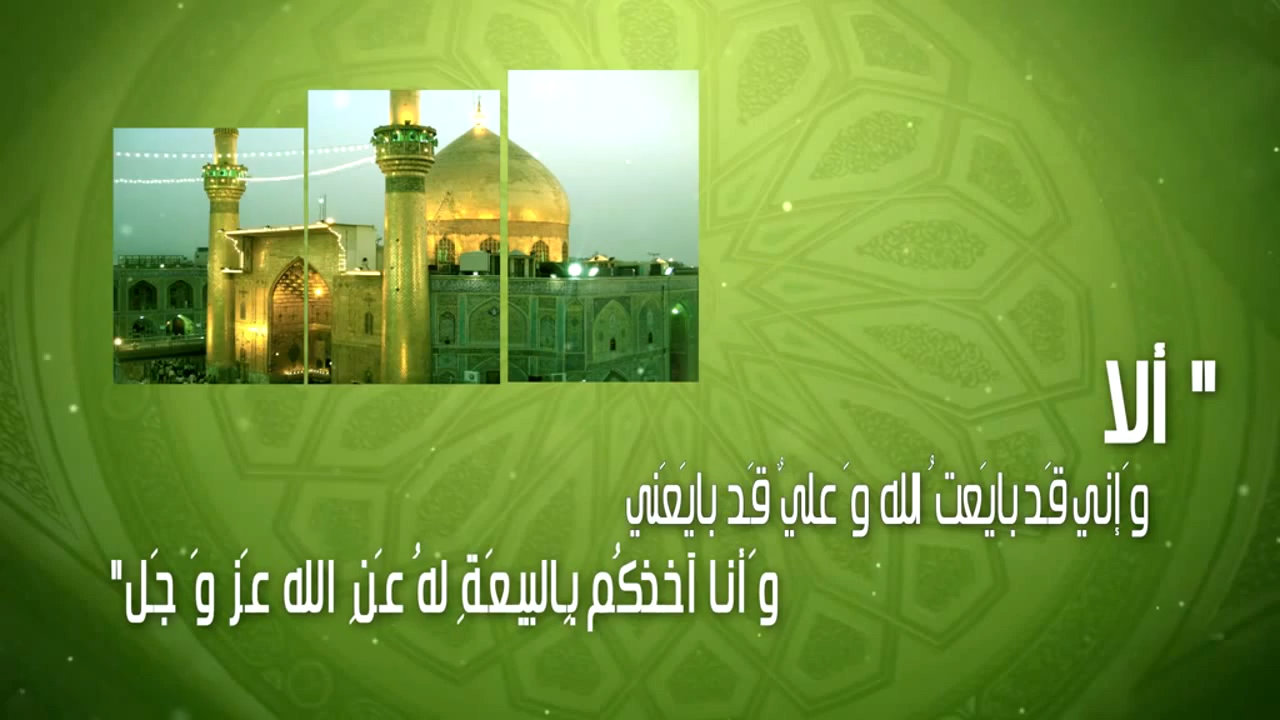 " ألا
وَإني قَد بايَعتُ الله وَ عليٌ قَد بايَعَني
وَأنا آخذكُم بِالبيعَةِ لهُ عَنِ الله عزَ وَ جَل"